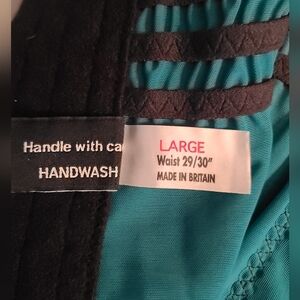 Handle with ca
HANDWASH
LARGE
Waist 29/30"
MADE IN BRITAIN